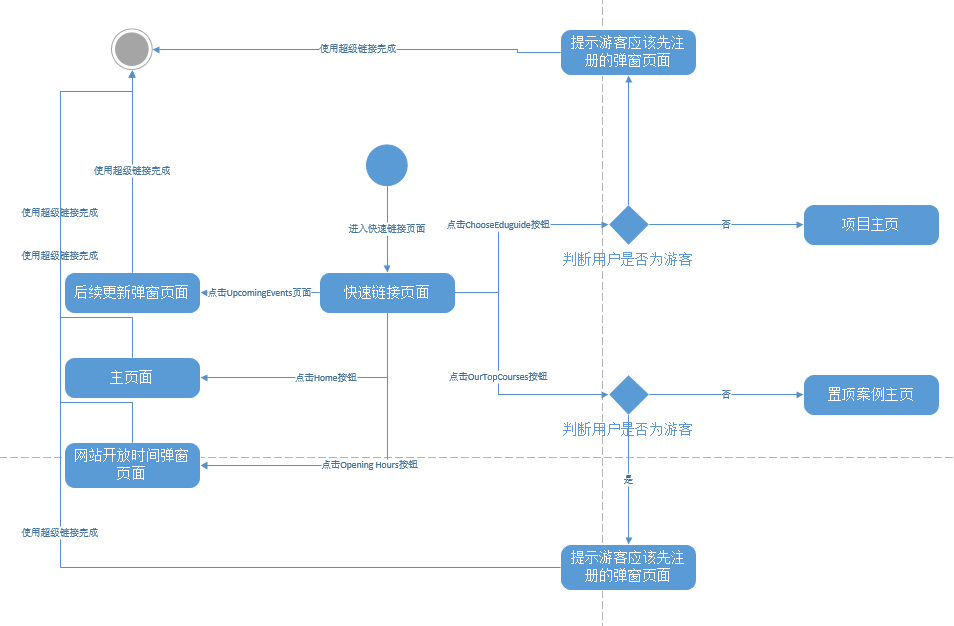 提示游客应该先注
册的弹窗页面
使用超级链接完成
使用超级链接完成
使用超级链接完成
进入快速链接页面
点击ChooseEduguide按钮
否
项目主页
使用超级链接完成
判断用户是否为游客
后续更新弹窗页面
点击UpcomingEvents页面
快速链接页面
主页面
点击Home按钮
点击OurTopCourses按钮
否
置顶案例主页
判断用户是否为游客
网站开放时间弹窗
页面
点击Opening Hours按钮
是
使用超级链接完成
提示游客应该先注
册的弹窗页面